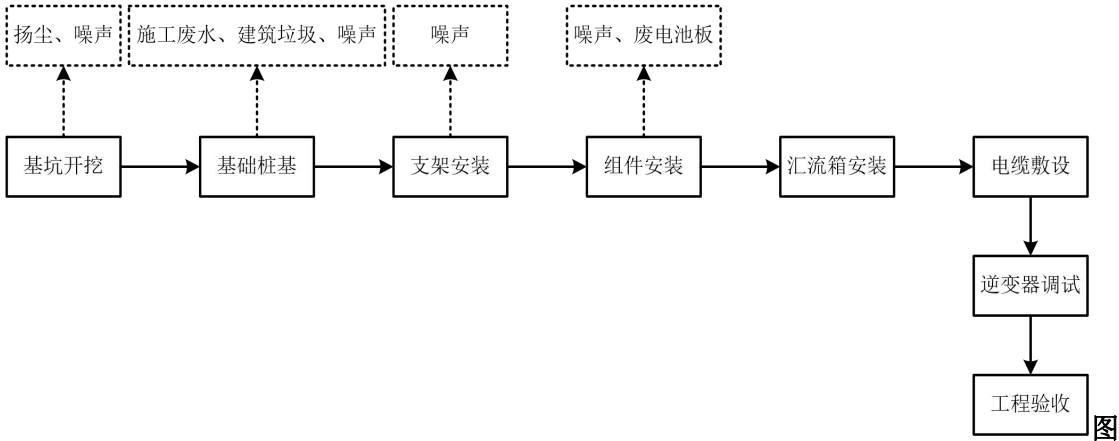 扬尘、噪声
施工废水、建筑垃圾、噪声
噪声
噪声、废电池板
基坑开挖
基础桩基
支架安装
组件安装
汇流箱安装
电缆敷设
逆变器调试
工程验收
图